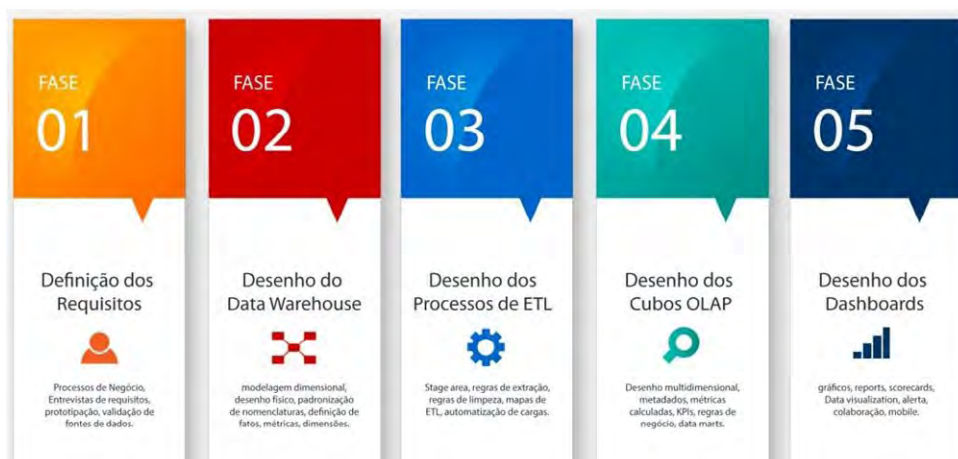 FASE
01
Definição dos
Requisitos
Processos de Negócio,
Entrevistas de requisitos,
prototipação, validação de
fontes de dados.
FASE
02
Desenho do
Data Warehouse
modelagem dimensional,
desenho físico, padronização
de nomenclaturas, definição de
fatos, métricas, dimensões.
FASE
03
Desenho dos
Processos de ETL
Stage area, regras de extração,
regras de limpeza, mapas de
ETL, automatização de cargas.
FASE
04
Desenho dos
Cubos OLAP
Desenho multidimensional,
metadados, métricas
calculadas, KPIs, regras de
negócio, data marts.
FASE
05
Desenho dos
Dashboards
gráficos, reports, scorecards,
Data visualization, alerta,
colaboração, mobile.